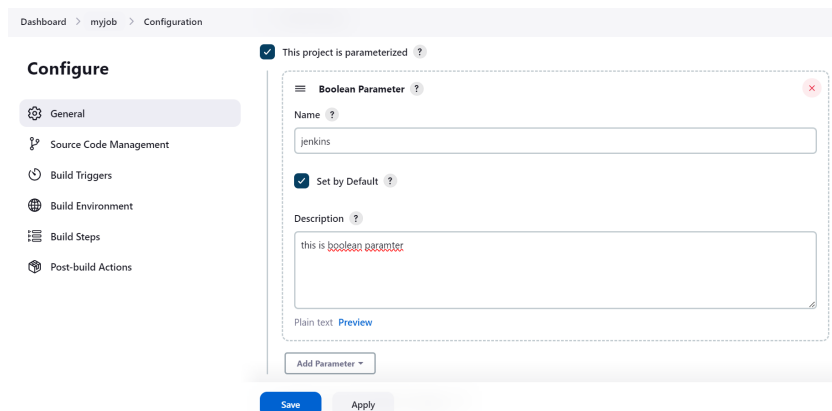 Dashboard > myjob > Configuration
Configure
General
Source Code Management
Build Triggers
Build Environment
Build Steps
Post-build Actions
This project is parameterized ?
Boolean Parameter ?
Name ?
jenkins
Set by Default ?
Description ?
this is boolean paramter
Plain text Preview
Add Parameter
Save Apply